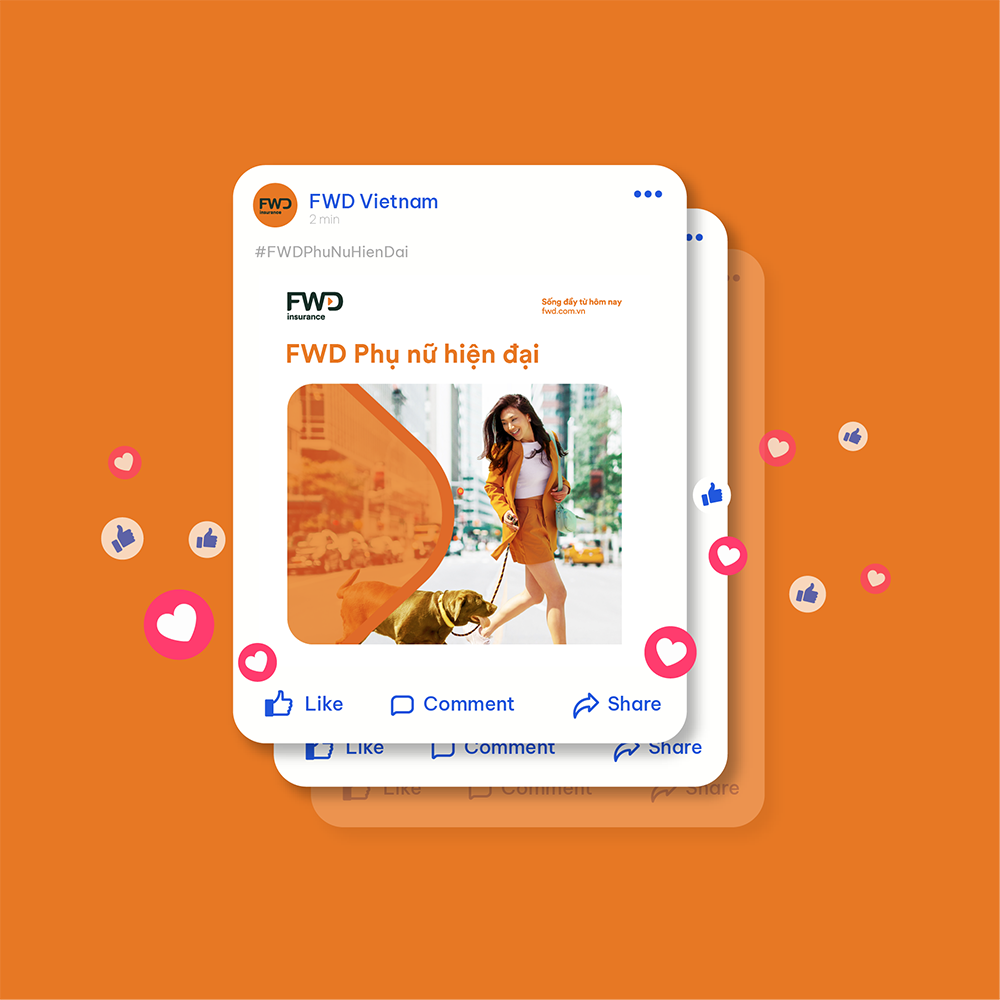 FWD
insurance
FWD Vietnam
2 min
#FWDPhuNuHienDai
FWD
insurance
Sống đầy từ hôm nay
fwd.com.vn
FWD Phụ nữ hiện đại
Like
Comment
Share
Like
Comment
Share
Like
Comment
Share